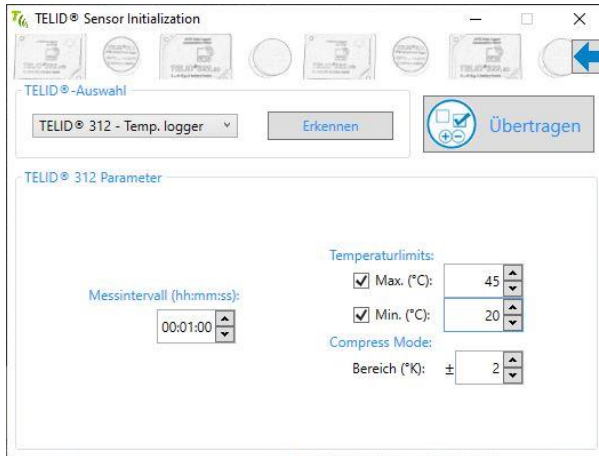 TELID® Sensor Initialization
TELID®-Auswahl
TELID® 312 - Temp. logger
Erkennen
Übertragen
TELID® 312 Parameter
Temperaturlimits:
Max. (°C): 45
Messintervall (hh:mm:ss):
Min. (°C): 20
00:01:00
Compress Mode:
Bereich (°K): ± 2